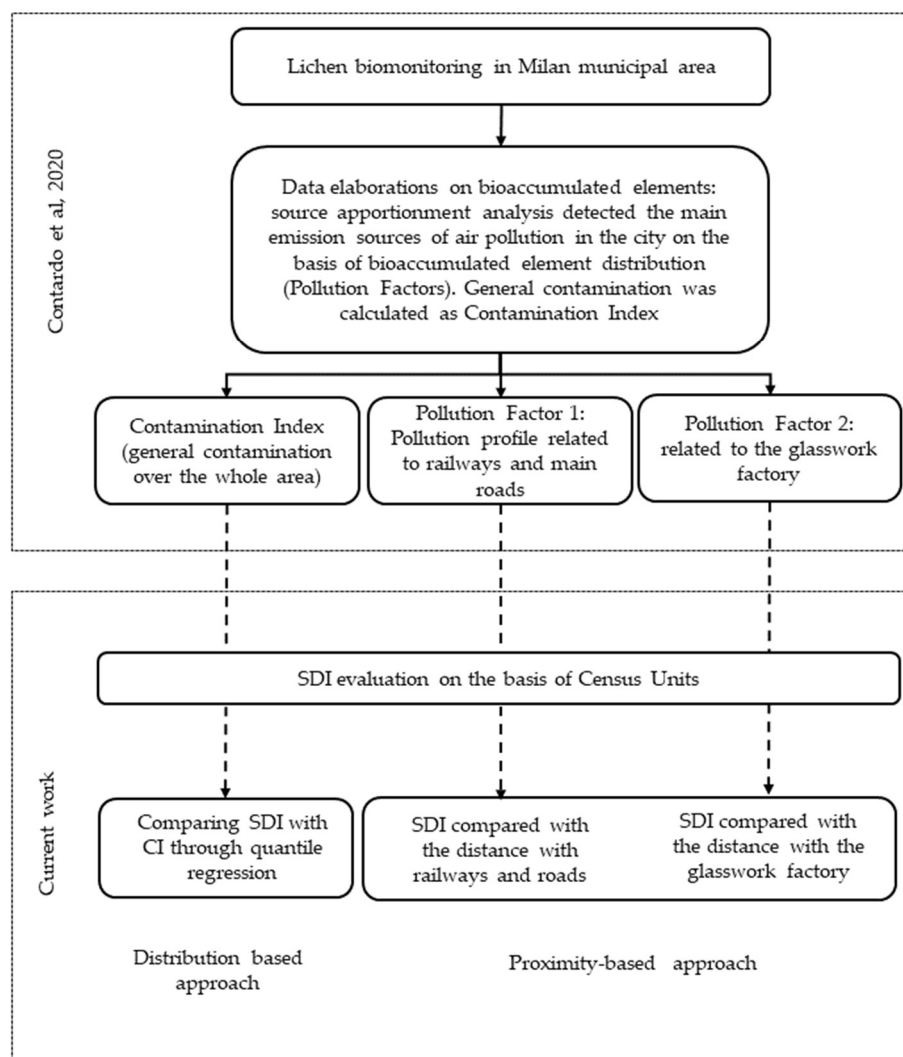 Contardo et al, 2020
Lichen biomonitoring in Milan municipal area
Data elaborations on bioaccumulated elements:
source apportionment analysis detected the main
emission sources of air pollution in the city on the
basis of bioaccumulated element distribution
(Pollution Factors). General contamination was
calculated as Contamination Index
Contamination Index
(general contamination
over the whole area)
Pollution Factor 1:
Pollution profile related
to railways and main
roads
Pollution Factor 2:
related to the glasswork
factory
Current work
SDI evaluation on the basis of Census Units
Comparing SDI with
CI through quantile
regression
SDI compared with
the distance with
railways and roads
SDI compared with
the distance with the
glasswork factory
Distribution based
approach
Proximity-based approach